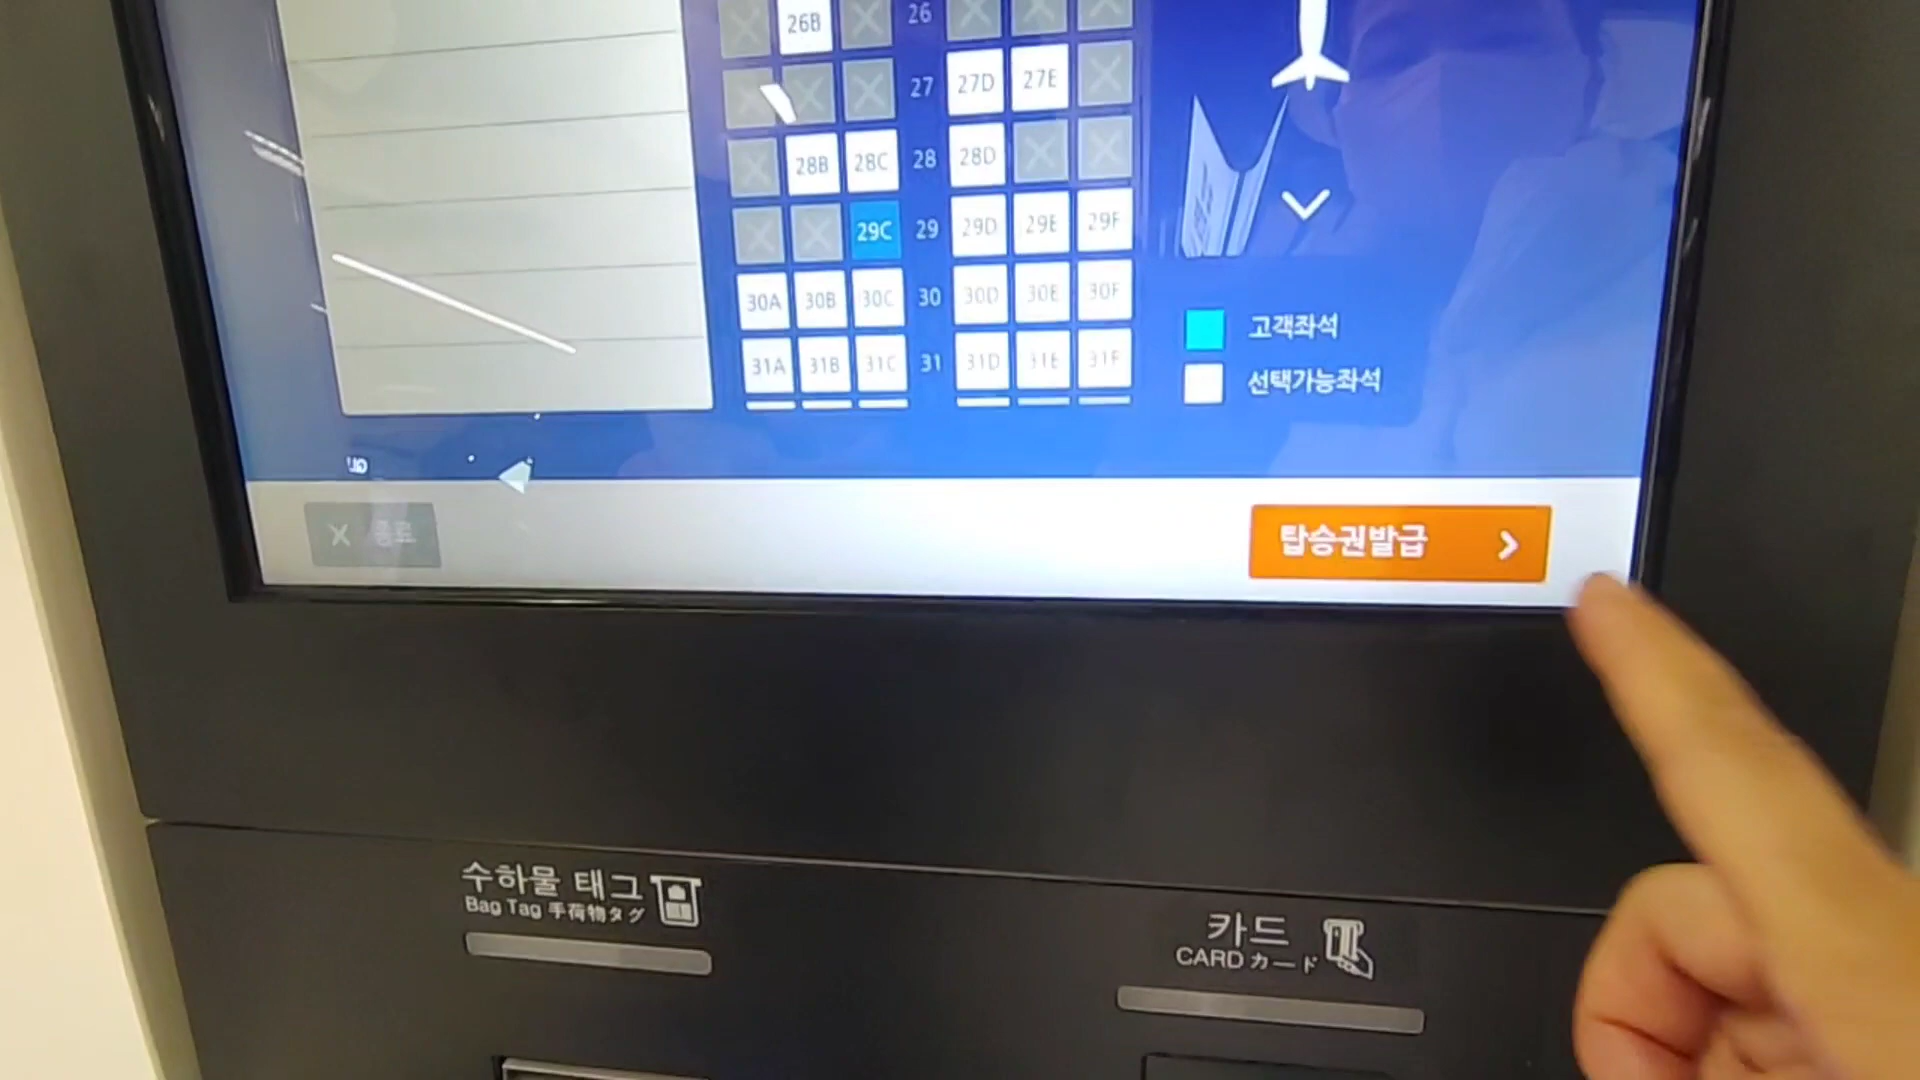 26B 26
27 27D 27E
28B 28C 28 28D
29C 29 29D 29E 29F
30A 30B 30C 30 30D 30E 30F
31A 31B 31C 31 31D 31E 31F
고객좌석
선택가능좌석
종료
탑승권발급
수하물 태그
Bag Tag 手荷物タグ
카드
CARD カード